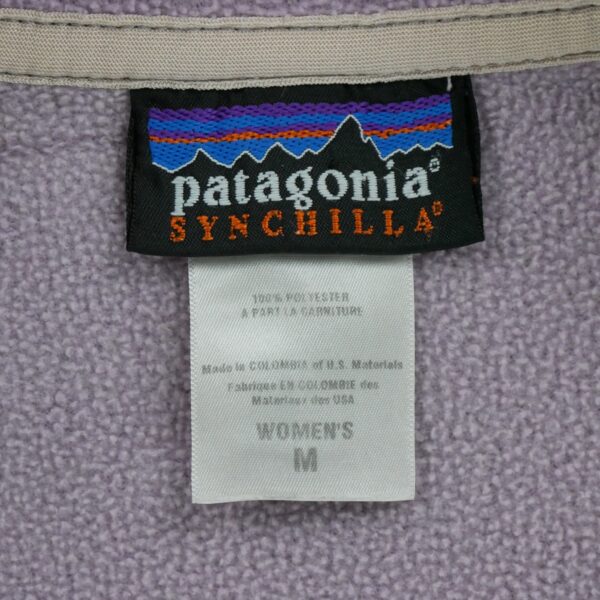 patagonia®
SYNCHILLA®
100% POLYESTER
A PART LA GARNITURE
Made in COLOMBIA of U.S. Materials
Fabrique EN COLOMBIE des
Materiaux des USA
WOMEN'S
M